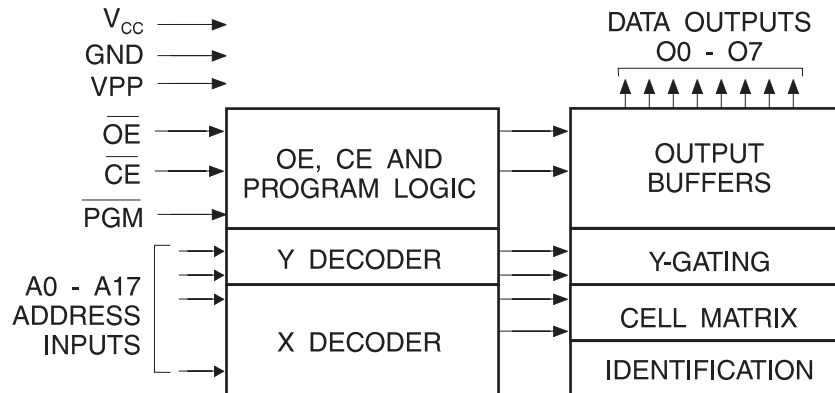 V_CC
GND
VPP
OE
CE
PGM
A0 - A17
ADDRESS
INPUTS
OE, CE AND
PROGRAM LOGIC
Y DECODER
X DECODER
DATA OUTPUTS
O0 - O7
OUTPUT
BUFFERS
Y-GATING
CELL MATRIX
IDENTIFICATION